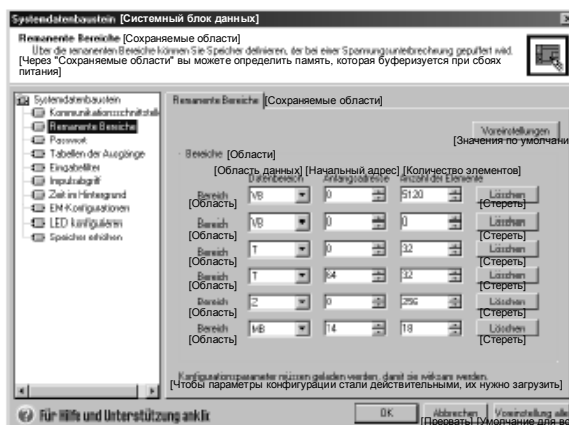 Systemdatenbaustein [Системный блок данных]
Remanente Bereiche [Сохраняемые области]
Über die remanenten Bereiche können Sie Speicher definieren, der bei einer Spannungsunterbrechung gepuffert wird.
[Через "Сохраняемые области" вы можете определить память, которая буферизуется при сбоях
питания]
Systemdatenbaustein
Kommunikationsschnittstell
Remanente Bereiche
Passwort
Tabellen der Ausgänge
Eingabefilter
Impulsabgriff
Zeit im Hintergrund
EM-Konfigurationen
LED konfigurieren
Speicher erhöhen
Remanente Bereiche [Сохраняемые области]
Voreinstellungen
[Значения по умолчани
Bereiche [Области]
[Область данных] [Начальный адрес] [Количество элементов]
Datenbereich Anfangsadresse Anzahl der Elemente
Bereich VB 0 5120 Löschen
[Область] [Стереть]
Bereich VB 0 0 Löschen
[Область] [Стереть]
Bereich T 0 32 Löschen
[Область] [Стереть]
Bereich T 64 32 Löschen
[Область] [Стереть]
Bereich Z 0 256 Löschen
[Область] [Стереть]
Bereich MB 14 18 Löschen
[Область] [Стереть]
Konfigurationsparameter müssen geladen werden, damit sie wirksam werden.
[Чтобы параметры конфигурации стали действительными, их нужно загрузить]
Für Hilfe und Unterstützung anklic
OK Abbrechen Voreinstellung alle
[Прервать] [Умолчание для вс